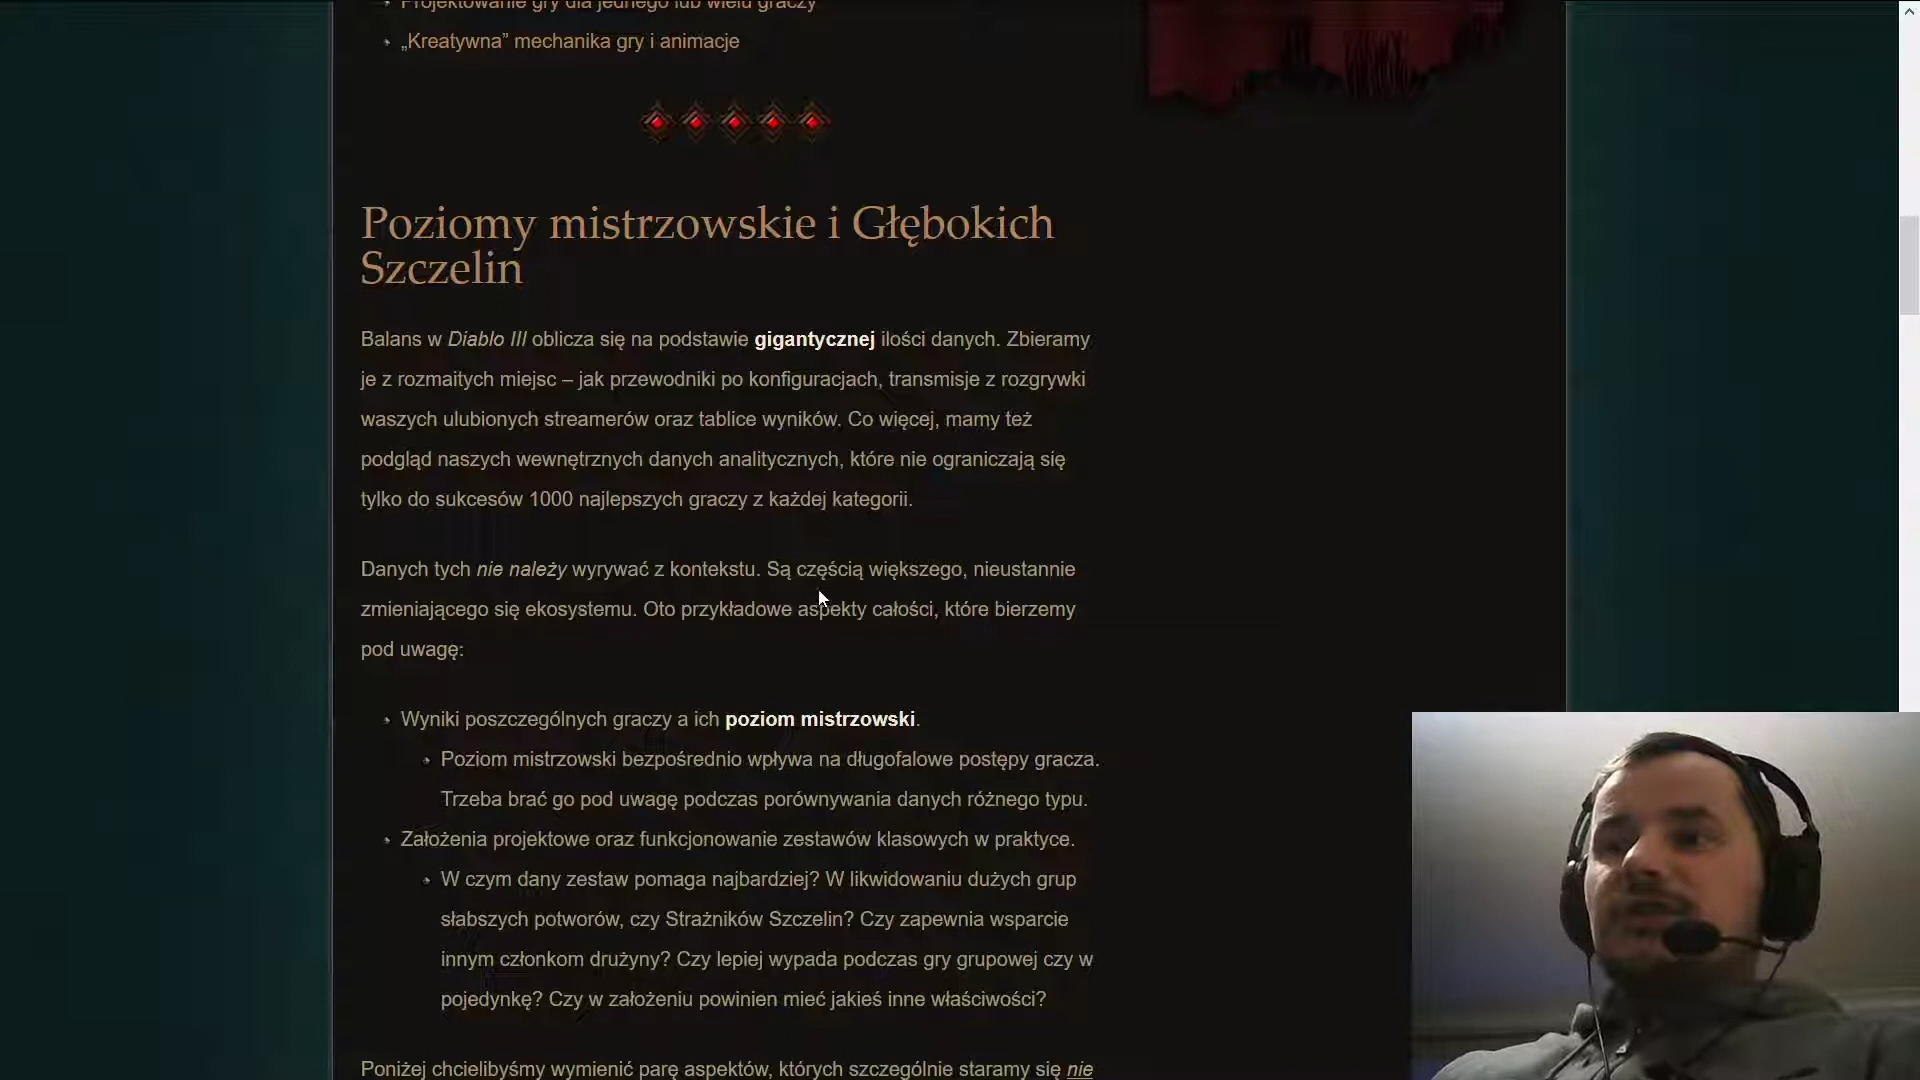 Projektowanie gry dla jednego lub wielu graczy
„Kreatywna” mechanika gry i animacje
Poziomy mistrzowskie i Głębokich
Szczelin
Balans w Diablo III oblicza się na podstawie gigantycznej ilości danych. Zbieramy
je z rozmaitych miejsc – jak przewodniki po konfiguracjach, transmisje z rozgrywki
waszych ulubionych streamerów oraz tablice wyników. Co więcej, mamy też
podgląd naszych wewnętrznych danych analitycznych, które nie ograniczają się
tylko do sukcesów 1000 najlepszych graczy z każdej kategorii.
Danych tych nie należy wyrywać z kontekstu. Są częścią większego, nieustannie
zmieniającego się ekosystemu. Oto przykładowe aspekty całości, które bierzemy
pod uwagę:
Wyniki poszczególnych graczy a ich poziom mistrzowski.
Poziom mistrzowski bezpośrednio wpływa na długofalowe postępy gracza.
Trzeba brać go pod uwagę podczas porównywania danych różnego typu.
Założenia projektowe oraz funkcjonowanie zestawów klasowych w praktyce.
W czym dany zestaw pomaga najbardziej? W likwidowaniu dużych grup
słabszych potworów, czy Strażników Szczelin? Czy zapewnia wsparcie
innym członkom drużyny? Czy lepiej wypada podczas gry grupowej czy w
pojedynkę? Czy w założeniu powinien mieć jakieś inne właściwości?
Poniżej chcielibyśmy wymienić parę aspektów, których szczególnie staramy się nie